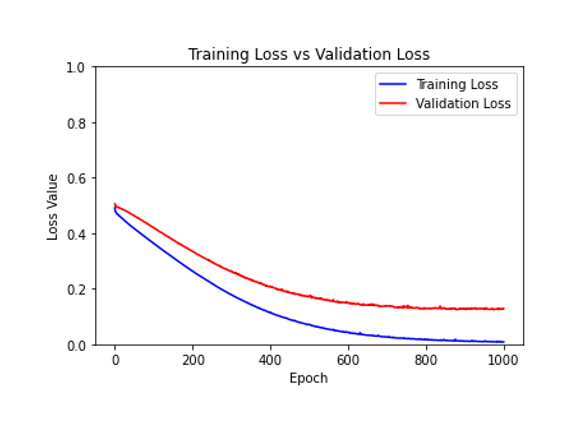 Training Loss vs Validation Loss
1.0
Training Loss
Validation Loss
0.8
0.6
Loss Value
0.4
0.2
0.0
0 200 400 600 800 1000
Epoch